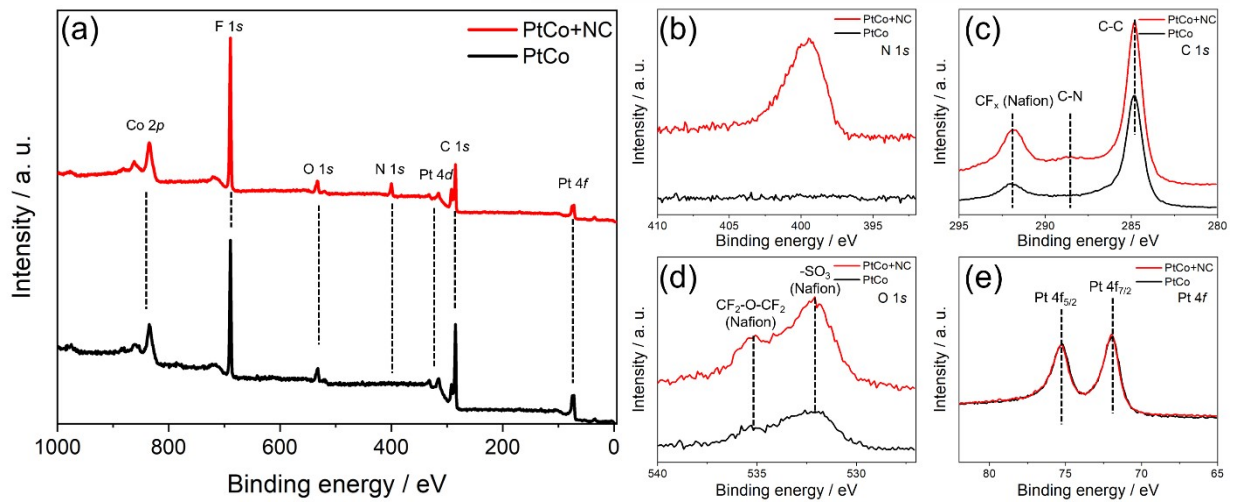 (a)
F 1s
PtCo+NC
PtCo
Co 2p
O 1s
N 1s
Pt 4d
C 1s
Pt 4f
Intensity / a. u.
1000
800
600
400
200
0
Binding energy / eV
(b)
PtCo+NC
PtCo
N 1s
Intensity / a. u.
410
405
400
395
Binding energy / eV
(c)
C-C
PtCo+NC
PtCo
C 1s
CFₓ (Nafion)
C-N
Intensity / a. u.
295
290
285
280
Binding energy / eV
(d)
-SO₃
(Nafion)
PtCo+NC
PtCo
O 1s
CF₂-O-CF₂
(Nafion)
Intensity / a. u.
540
535
530
Binding energy / eV
(e)
PtCo+NC
PtCo
Pt 4f
Pt 4f₅/₂
Pt 4f₇/₂
Intensity / a. u.
80
75
70
65
Binding energy / eV